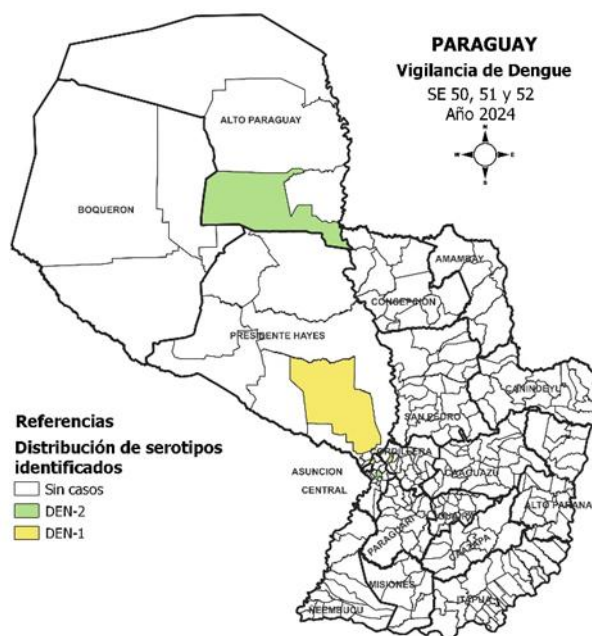 PARAGUAY
Vigilancia de Dengue
SE 50, 51 y 52
Año 2024
N
W
E
S
ALTO PARAGUAY
BOQUERON
AMAMBAY
CONCEPCION
PRESIDENTE HAYES
CANINDEYU
SAN PEDRO
CORDILLERA
ASUNCION
CAAGUAZU
CENTRAL
ALTO PARANA
GUAIRA
PARAGUARI
CAAZAPA
MISIONES
ITAPUA
ÑEEMBUCU
Referencias
Distribución de serotipos
identificados
Sin casos
DEN-2
DEN-1